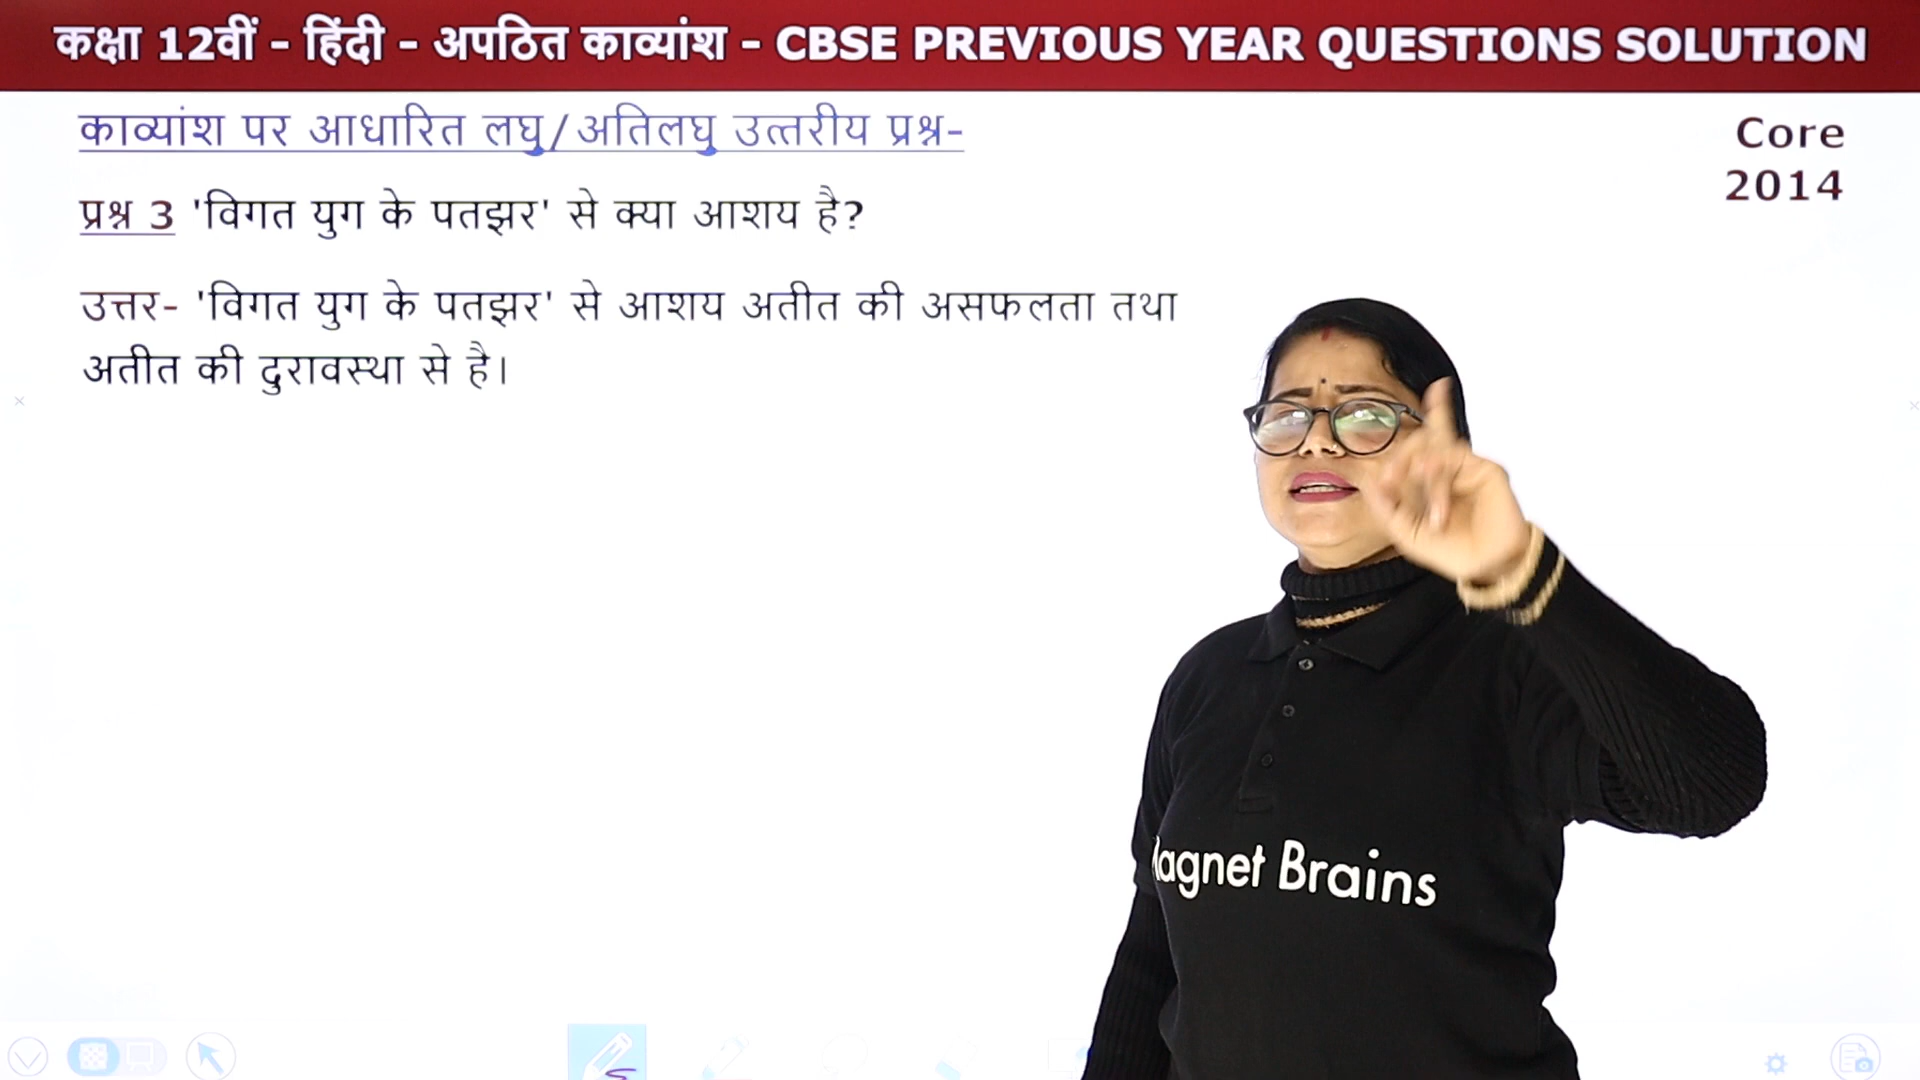 कक्षा 12वीं - हिंदी - अपठित काव्यांश - CBSE PREVIOUS YEAR QUESTIONS SOLUTION
काव्यांश पर आधारित लघु/अतिलघु उत्तरीय प्रश्न-
Core
2014
प्रश्न 3 'विगत युग के पतझर' से क्या आशय है?
उत्तर- 'विगत युग के पतझर' से आशय अतीत की असफलता तथा
अतीत की दुरावस्था से है।
Magnet Brains